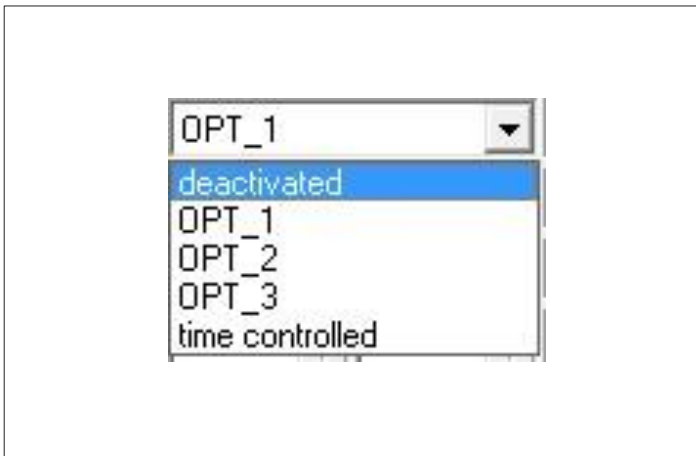 OPT_1
deactivated
OPT_1
OPT_2
OPT_3
time controlled